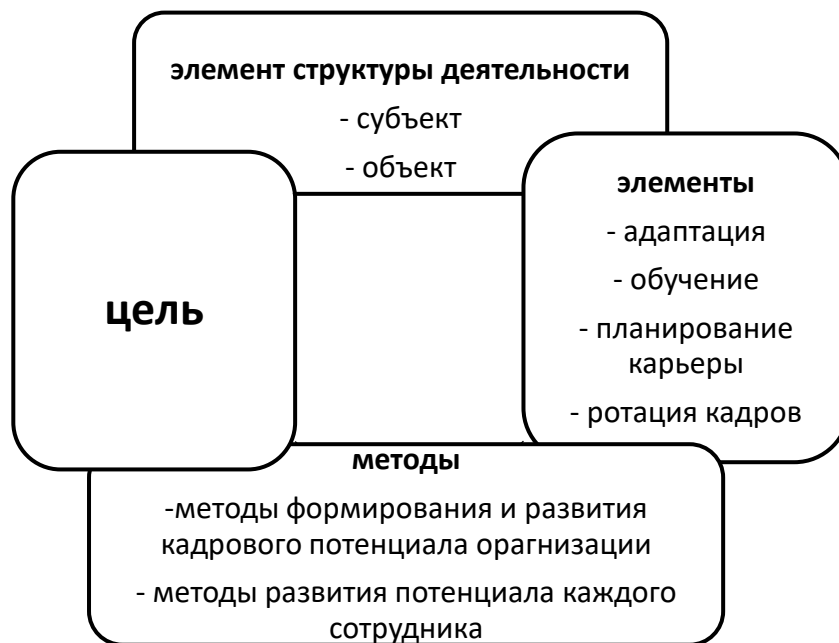 элемент структуры деятельности
- субъект
- объект
цель
элементы
- адаптация
- обучение
- планирование
карьеры
- ротация кадров
методы
-методы формирования и развития
кадрового потенциала орагнизации
- методы развития потенциала каждого
сотрудника